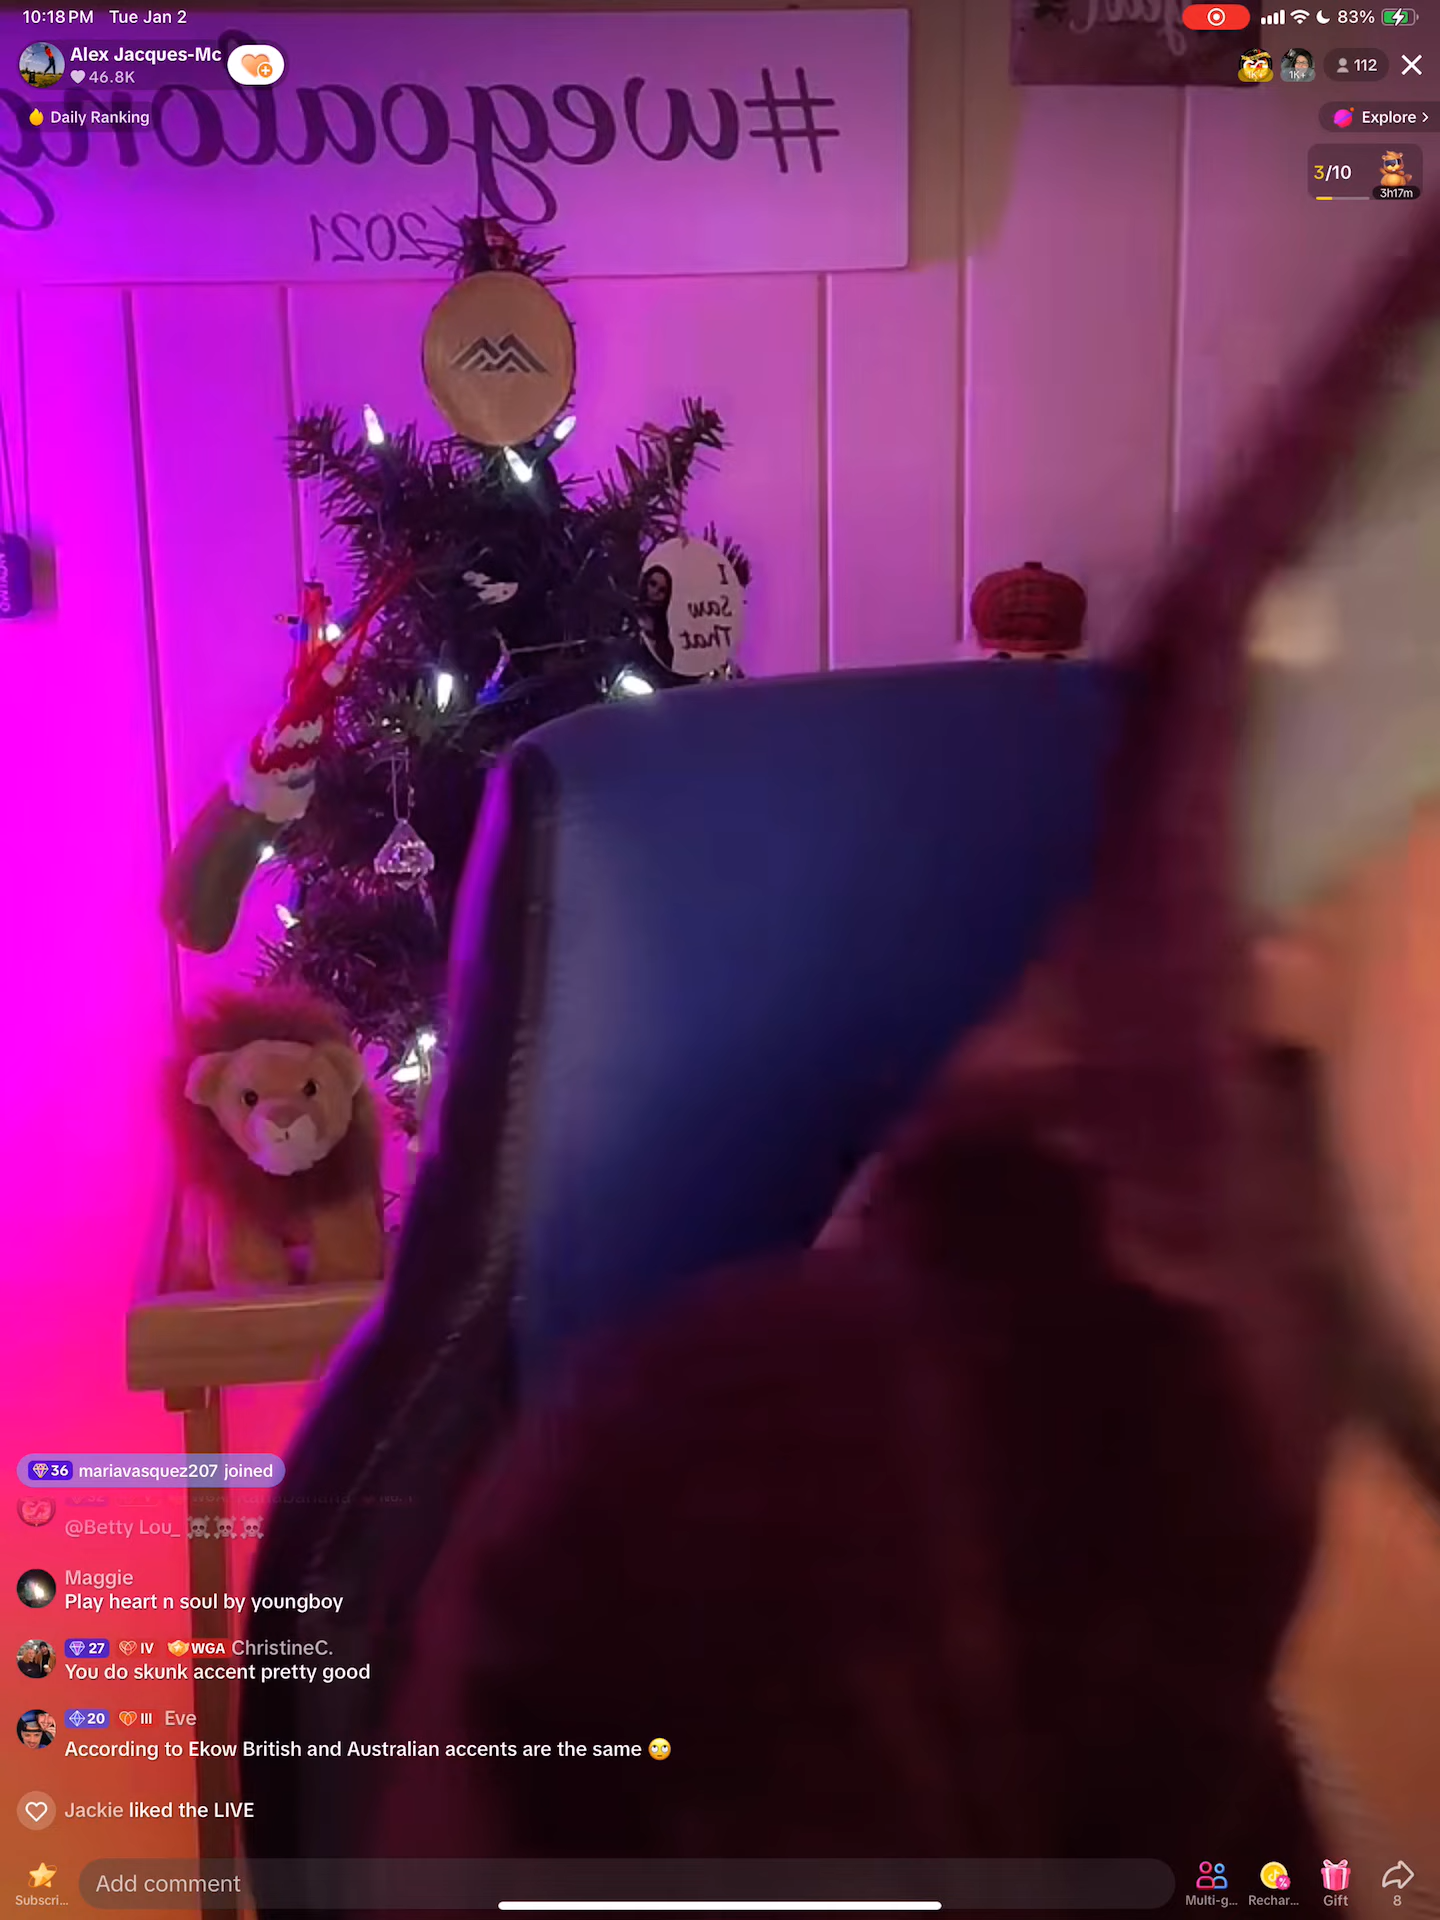 10:18 PM Tue Jan 2
83%
Alex Jacques-Mc
46.8K
1K+
1K+
112
Daily Ranking
Explore >
3/10
3h17m
2021
I
Saw
That
36 mariavasquez207 joined
@Betty Lou_ ☠️☠️☠️
Maggie
Play heart n soul by youngboy
27 IV WGA ChristineC.
You do skunk accent pretty good
20 III Eve
According to Ekow British and Australian accents are the same 🙄
Jackie liked the LIVE
Subscri...
Add comment
Multi-g...
Rechar...
Gift
8